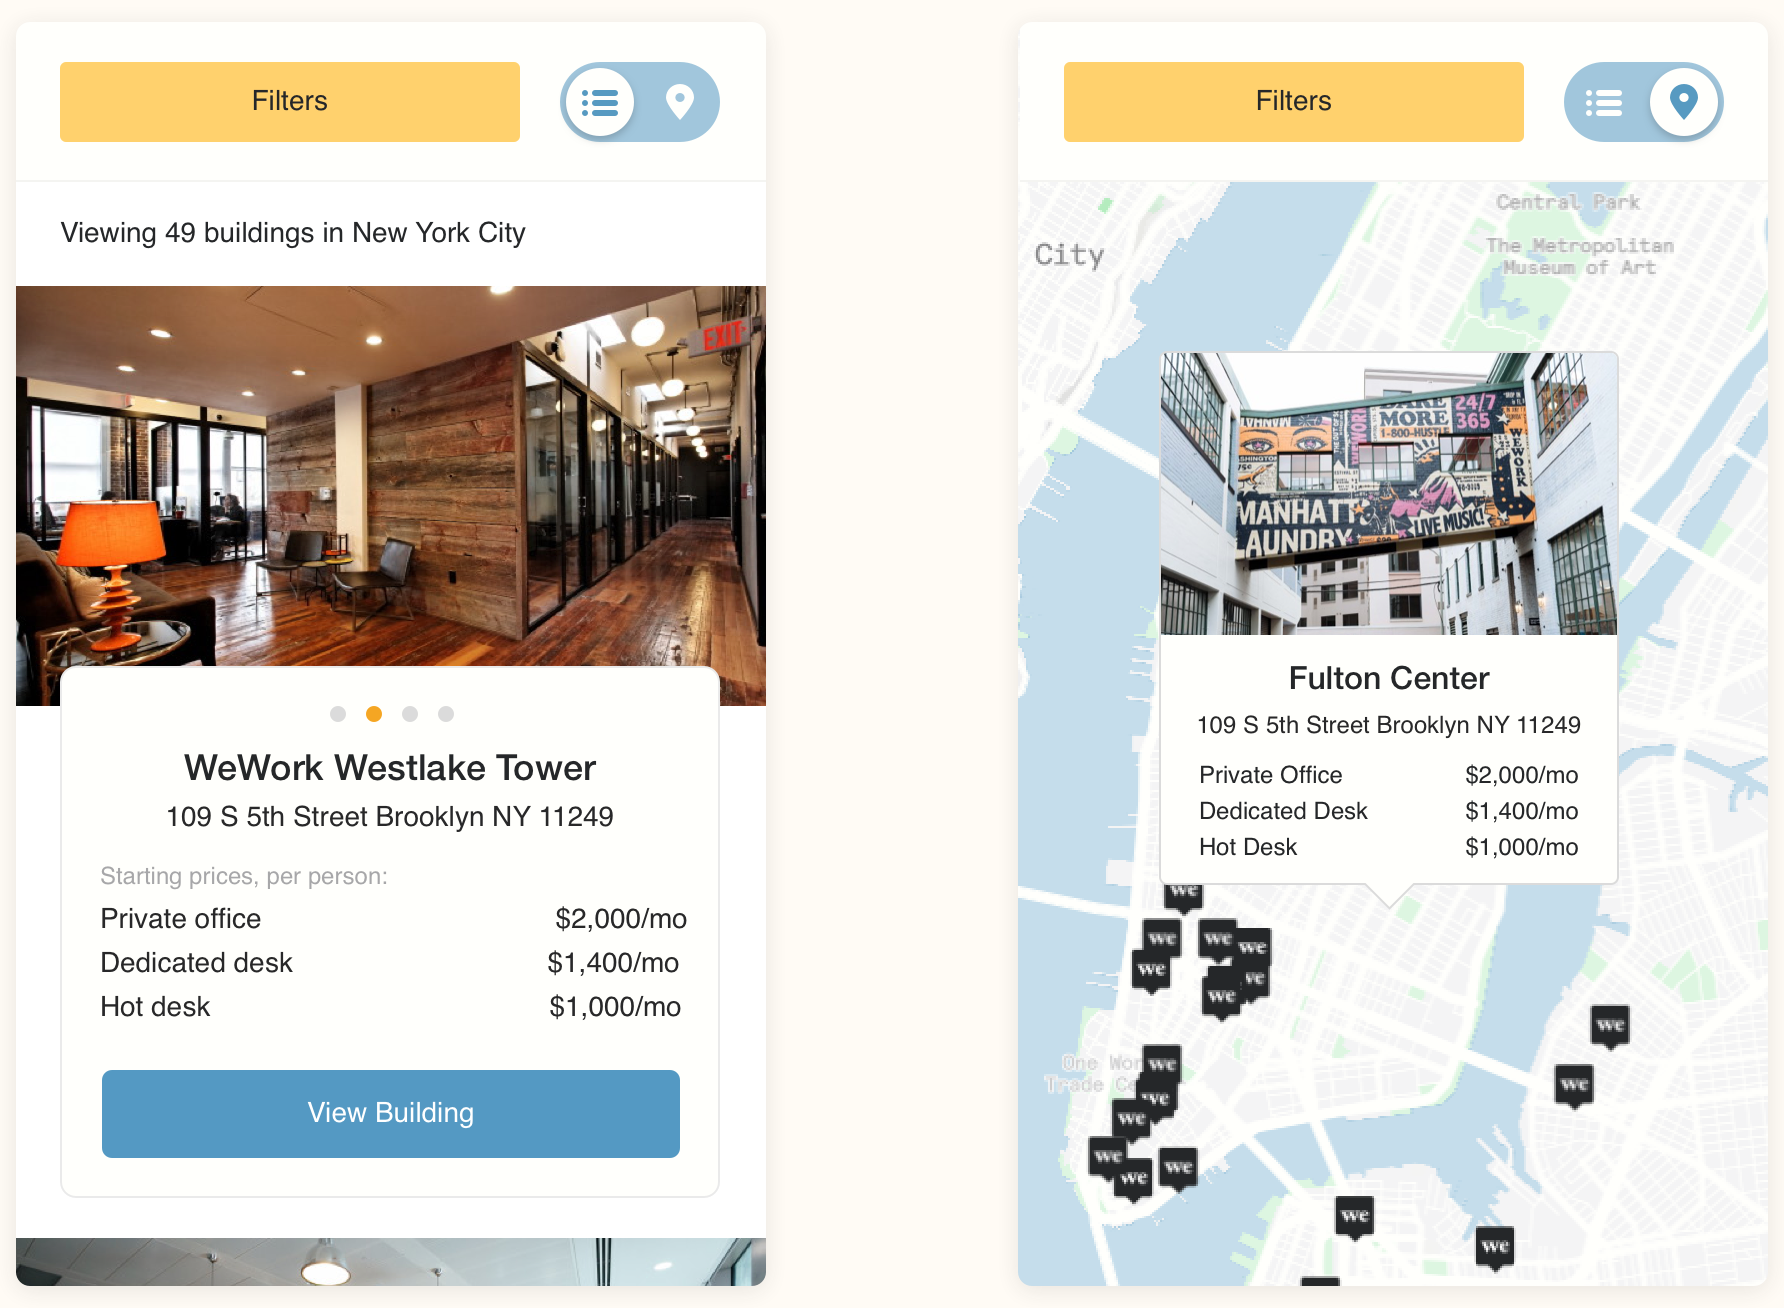 Filters
Viewing 49 buildings in New York City
EXIT
WeWork Westlake Tower
109 S 5th Street Brooklyn NY 11249
Starting prices, per person:
Private office $2,000/mo
Dedicated desk $1,400/mo
Hot desk $1,000/mo
View Building
Filters
Central Park
City
The Metropolitan
Museum of Art
MORE
24/7
365
1-800-HUSTLE
WEWORK
MANHATT
LAUNDRY
LIVE MUSIC!
Fulton Center
109 S 5th Street Brooklyn NY 11249
Private Office $2,000/mo
Dedicated Desk $1,400/mo
Hot Desk $1,000/mo
we
we
we
we
we
we
we
we
One Wor
Trade Ce
we
we
we
we
we
we
we
we
we
we